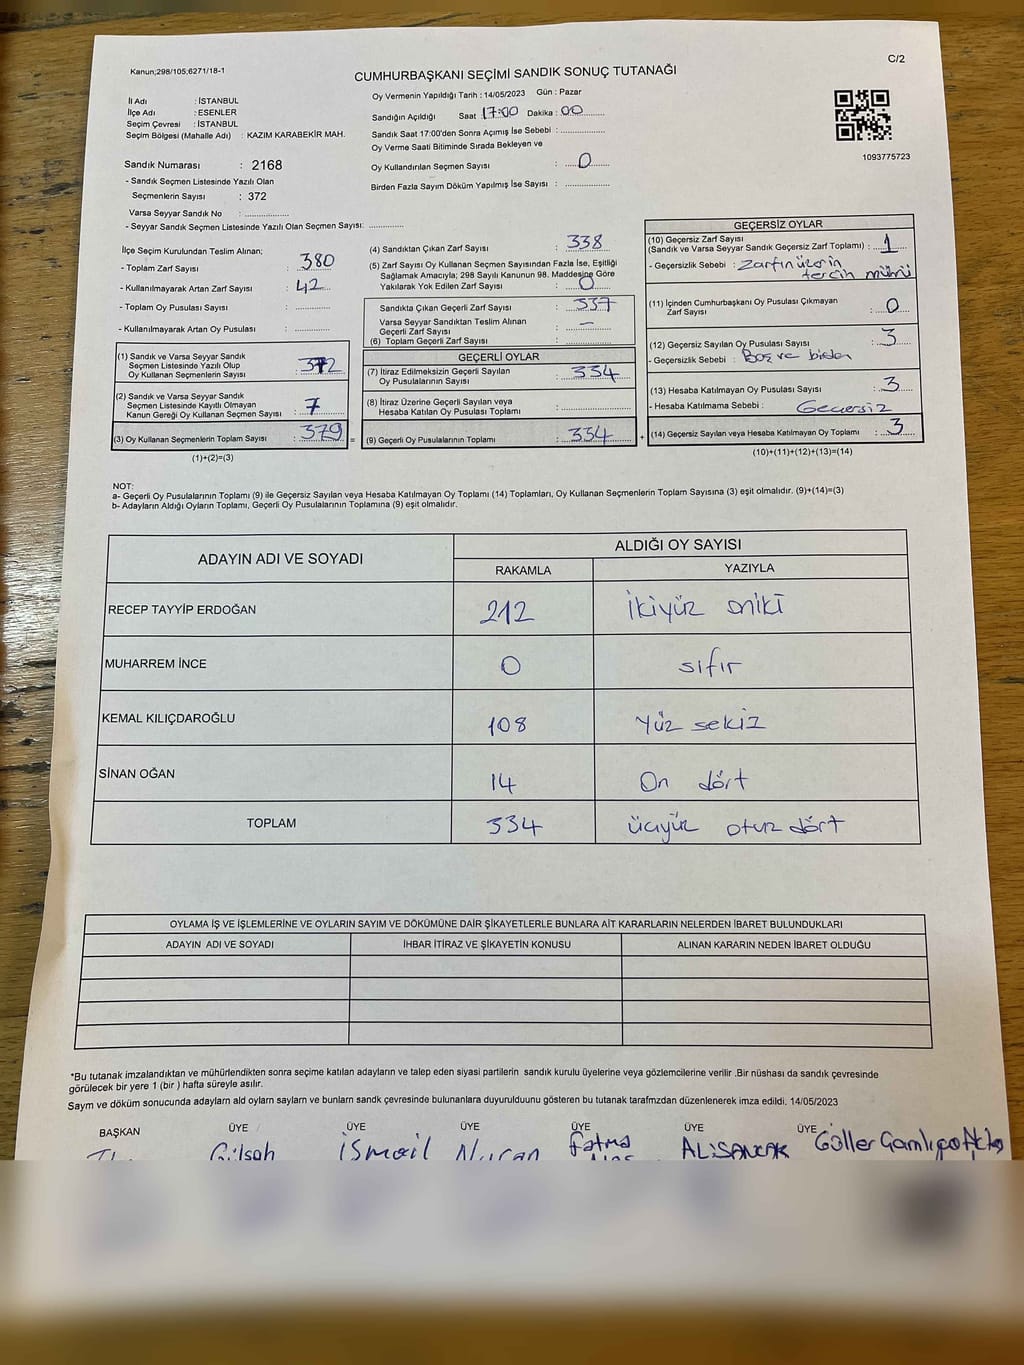 Kanun;298/105;6271/18-1
C/2
CUMHURBAŞKANI SEÇİMİ SANDIK SONUÇ TUTANAĞI
İl Adı : İSTANBUL
İlçe Adı : ESENLER
Seçim Çevresi : İSTANBUL
Seçim Bölgesi (Mahalle Adı) : KAZIM KARABEKİR MAH.
Sandık Numarası : 2168
- Sandık Seçmen Listesinde Yazılı Olan
Seçmenlerin Sayısı : 372
Varsa Seyyar Sandık No : ....................
- Seyyar Sandık Seçmen Listesinde Yazılı Olan Seçmen Sayısı: ...............
Oy Vermenin Yapıldığı Tarih : 14/05/2023 Gün : Pazar
Sandığın Açıldığı Saat 17:00 Dakika : 00
Sandık Saat 17:00'den Sonra Açımış İse Sebebi : ....................
Oy Verme Saati Bitiminde Sırada Bekleyen ve
Oy Kullandırılan Seçmen Sayısı : 0
Birden Fazla Sayım Döküm Yapılmış İse Sayısı : ....................
1093775723
İlçe Seçim Kurulundan Teslim Alınan;
- Toplam Zarf Sayısı : 380
- Kullanılmayarak Artan Zarf Sayısı : 42
- Toplam Oy Pusulası Sayısı : ...............
- Kullanılmayarak Artan Oy Pusulası : ...............
(1) Sandık ve Varsa Seyyar Sandık
Seçmen Listesinde Yazılı Olup
Oy Kullanan Seçmenlerin Sayısı : 372
(2) Sandık ve Varsa Seyyar Sandık
Seçmen Listesinde Kayıtlı Olmayan
Kanun Gereği Oy Kullanan Seçmen Sayısı : 7
(3) Oy Kullanan Seçmenlerin Toplam Sayısı : 379 =
(1)+(2)=(3)
(4) Sandıktan Çıkan Zarf Sayısı : 338
(5) Zarf Sayısı Oy Kullanan Seçmen Sayısından Fazla İse, Eşitliği
Sağlamak Amacıyla; 298 Sayılı Kanunun 98. Maddesine Göre
Yakılarak Yok Edilen Zarf Sayısı : 0
Sandıkta Çıkan Geçerli Zarf Sayısı : 337
Varsa Seyyar Sandıktan Teslim Alınan
Geçerli Zarf Sayısı : –
(6) Toplam Geçerli Zarf Sayısı : ...............
GEÇERLİ OYLAR
(7) İtiraz Edilmeksizin Geçerli Sayılan
Oy Pusulalarının Sayısı : 334
(8) İtiraz Üzerine Geçerli Sayılan veya
Hesaba Katılan Oy Pusulası Toplamı : ....................
(9) Geçerli Oy Pusulalarının Toplamı : 334 +
GEÇERSİZ OYLAR
(10) Geçersiz Zarf Sayısı
(Sandık ve Varsa Seyyar Sandık Geçersiz Zarf Toplamı) : 1
- Geçersizlik Sebebi : Zarfın üzerin
tercih mührü
(11) İçinden Cumhurbaşkanı Oy Pusulası Çıkmayan
Zarf Sayısı : 0
(12) Geçersiz Sayılan Oy Pusulası Sayısı : 3
- Geçersizlik Sebebi : Boş ve birden
(13) Hesaba Katılmayan Oy Pusulası Sayısı : 3
- Hesaba Katılmama Sebebi : Geçersiz
(14) Geçersiz Sayılan veya Hesaba Katılmayan Oy Toplamı : 3
(10)+(11)+(12)+(13)=(14)
NOT:
a- Geçerli Oy Pusulalarının Toplamı (9) ile Geçersiz Sayılan veya Hesaba Katılmayan Oy Toplamı (14) Toplamları, Oy Kullanan Seçmenlerin Toplam Sayısına (3) eşit olmalıdır. (9)+(14)=(3)
b- Adayların Aldığı Oyların Toplamı, Geçerli Oy Pusulalarının Toplamına (9) eşit olmalıdır.
ADAYIN ADI VE SOYADI ALDIĞI OY SAYISI
RAKAMLA YAZIYLA
RECEP TAYYİP ERDOĞAN 212 İkiyüz oniki
MUHARREM İNCE 0 sıfır
KEMAL KILIÇDAROĞLU 108 Yüz sekiz
SİNAN OĞAN 14 On dört
TOPLAM 334 üçyüz otuz dört
OYLAMA İŞ VE İŞLEMLERİNE VE OYLARIN SAYIM VE DÖKÜMÜNE DAİR ŞİKAYETLERLE BUNLARA AİT KARARLARIN NELERDEN İBARET BULUNDUKLARI
ADAYIN ADI VE SOYADI İHBAR İTİRAZ VE ŞİKAYETİN KONUSU ALINAN KARARIN NEDEN İBARET OLDUĞU
*Bu tutanak imzalandıktan ve mühürlendikten sonra seçime katılan adayların ve talep eden siyasi partilerin sandık kurulu üyelerine veya gözlemcilerine verilir .Bir nüshası da sandık çevresinde
görülecek bir yere 1 (bir ) hafta süreyle asılır.
Saym ve döküm sonucunda adaylarn ald oylarn saylarn ve bunlarn sandk çevresinde bulunanlara duyurulduunu gösteren bu tutanak tarafmzdan düzenlenerek imza edildi. 14/05/2023
BAŞKAN ÜYE ÜYE ÜYE ÜYE ÜYE ÜYE
Gülşah İsmail Nuran Fatma ALİ SANCAK Güller